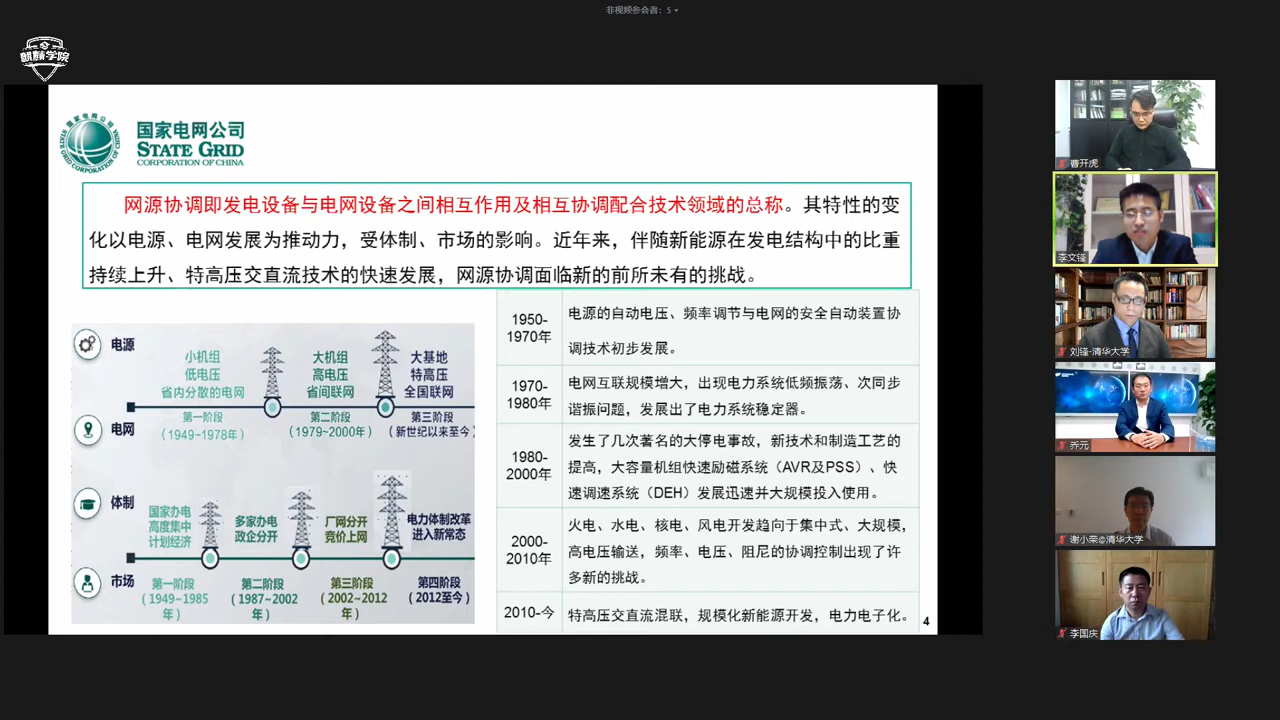 非视频参会者：5
麒麟学院
国家电网公司
STATE GRID
CORPORATION OF CHINA
网源协调即发电设备与电网设备之间相互作用及相互协调配合技术领域的总称。其特性的变
化以电源、电网发展为推动力，受体制、市场的影响。近年来，伴随新能源在发电结构中的比重
持续上升、特高压交直流技术的快速发展，网源协调面临新的前所未有的挑战。
电源
小机组
低电压
省内分散的电网
大机组
高电压
省间联网
大基地
特高压
全国联网
电网
第一阶段
（1949~1978年）
第二阶段
（1979~2000年）
第三阶段
（新世纪以来至今）
体制
国家办电
高度集中
计划经济
多家办电
政企分开
厂网分开
竞价上网
电力体制改革
进入新常态
市场
第一阶段
（1949~1985
年）
第二阶段
（1987~2002
年）
第三阶段
（2002~2012
年）
第四阶段
（2012至今）
1950-
1970年
电源的自动电压、频率调节与电网的安全自动装置协
调技术初步发展。
1970-
1980年
电网互联规模增大，出现电力系统低频振荡、次同步
谐振问题，发展出了电力系统稳定器。
1980-
2000年
发生了几次著名的大停电事故，新技术和制造工艺的
提高，大容量机组快速励磁系统（AVR及PSS）、快
速调速系统（DEH）发展迅速并大规模投入使用。
2000-
2010年
火电、水电、核电、风电开发趋向于集中式、大规模，
高电压输送，频率、电压、阻尼的协调控制出现了许
多新的挑战。
2010-今
特高压交直流混联，规模化新能源开发，电力电子化。
4
曹开虎
李文锋
刘锋-清华大学
乔元
谢小荣@清华大学
李国庆